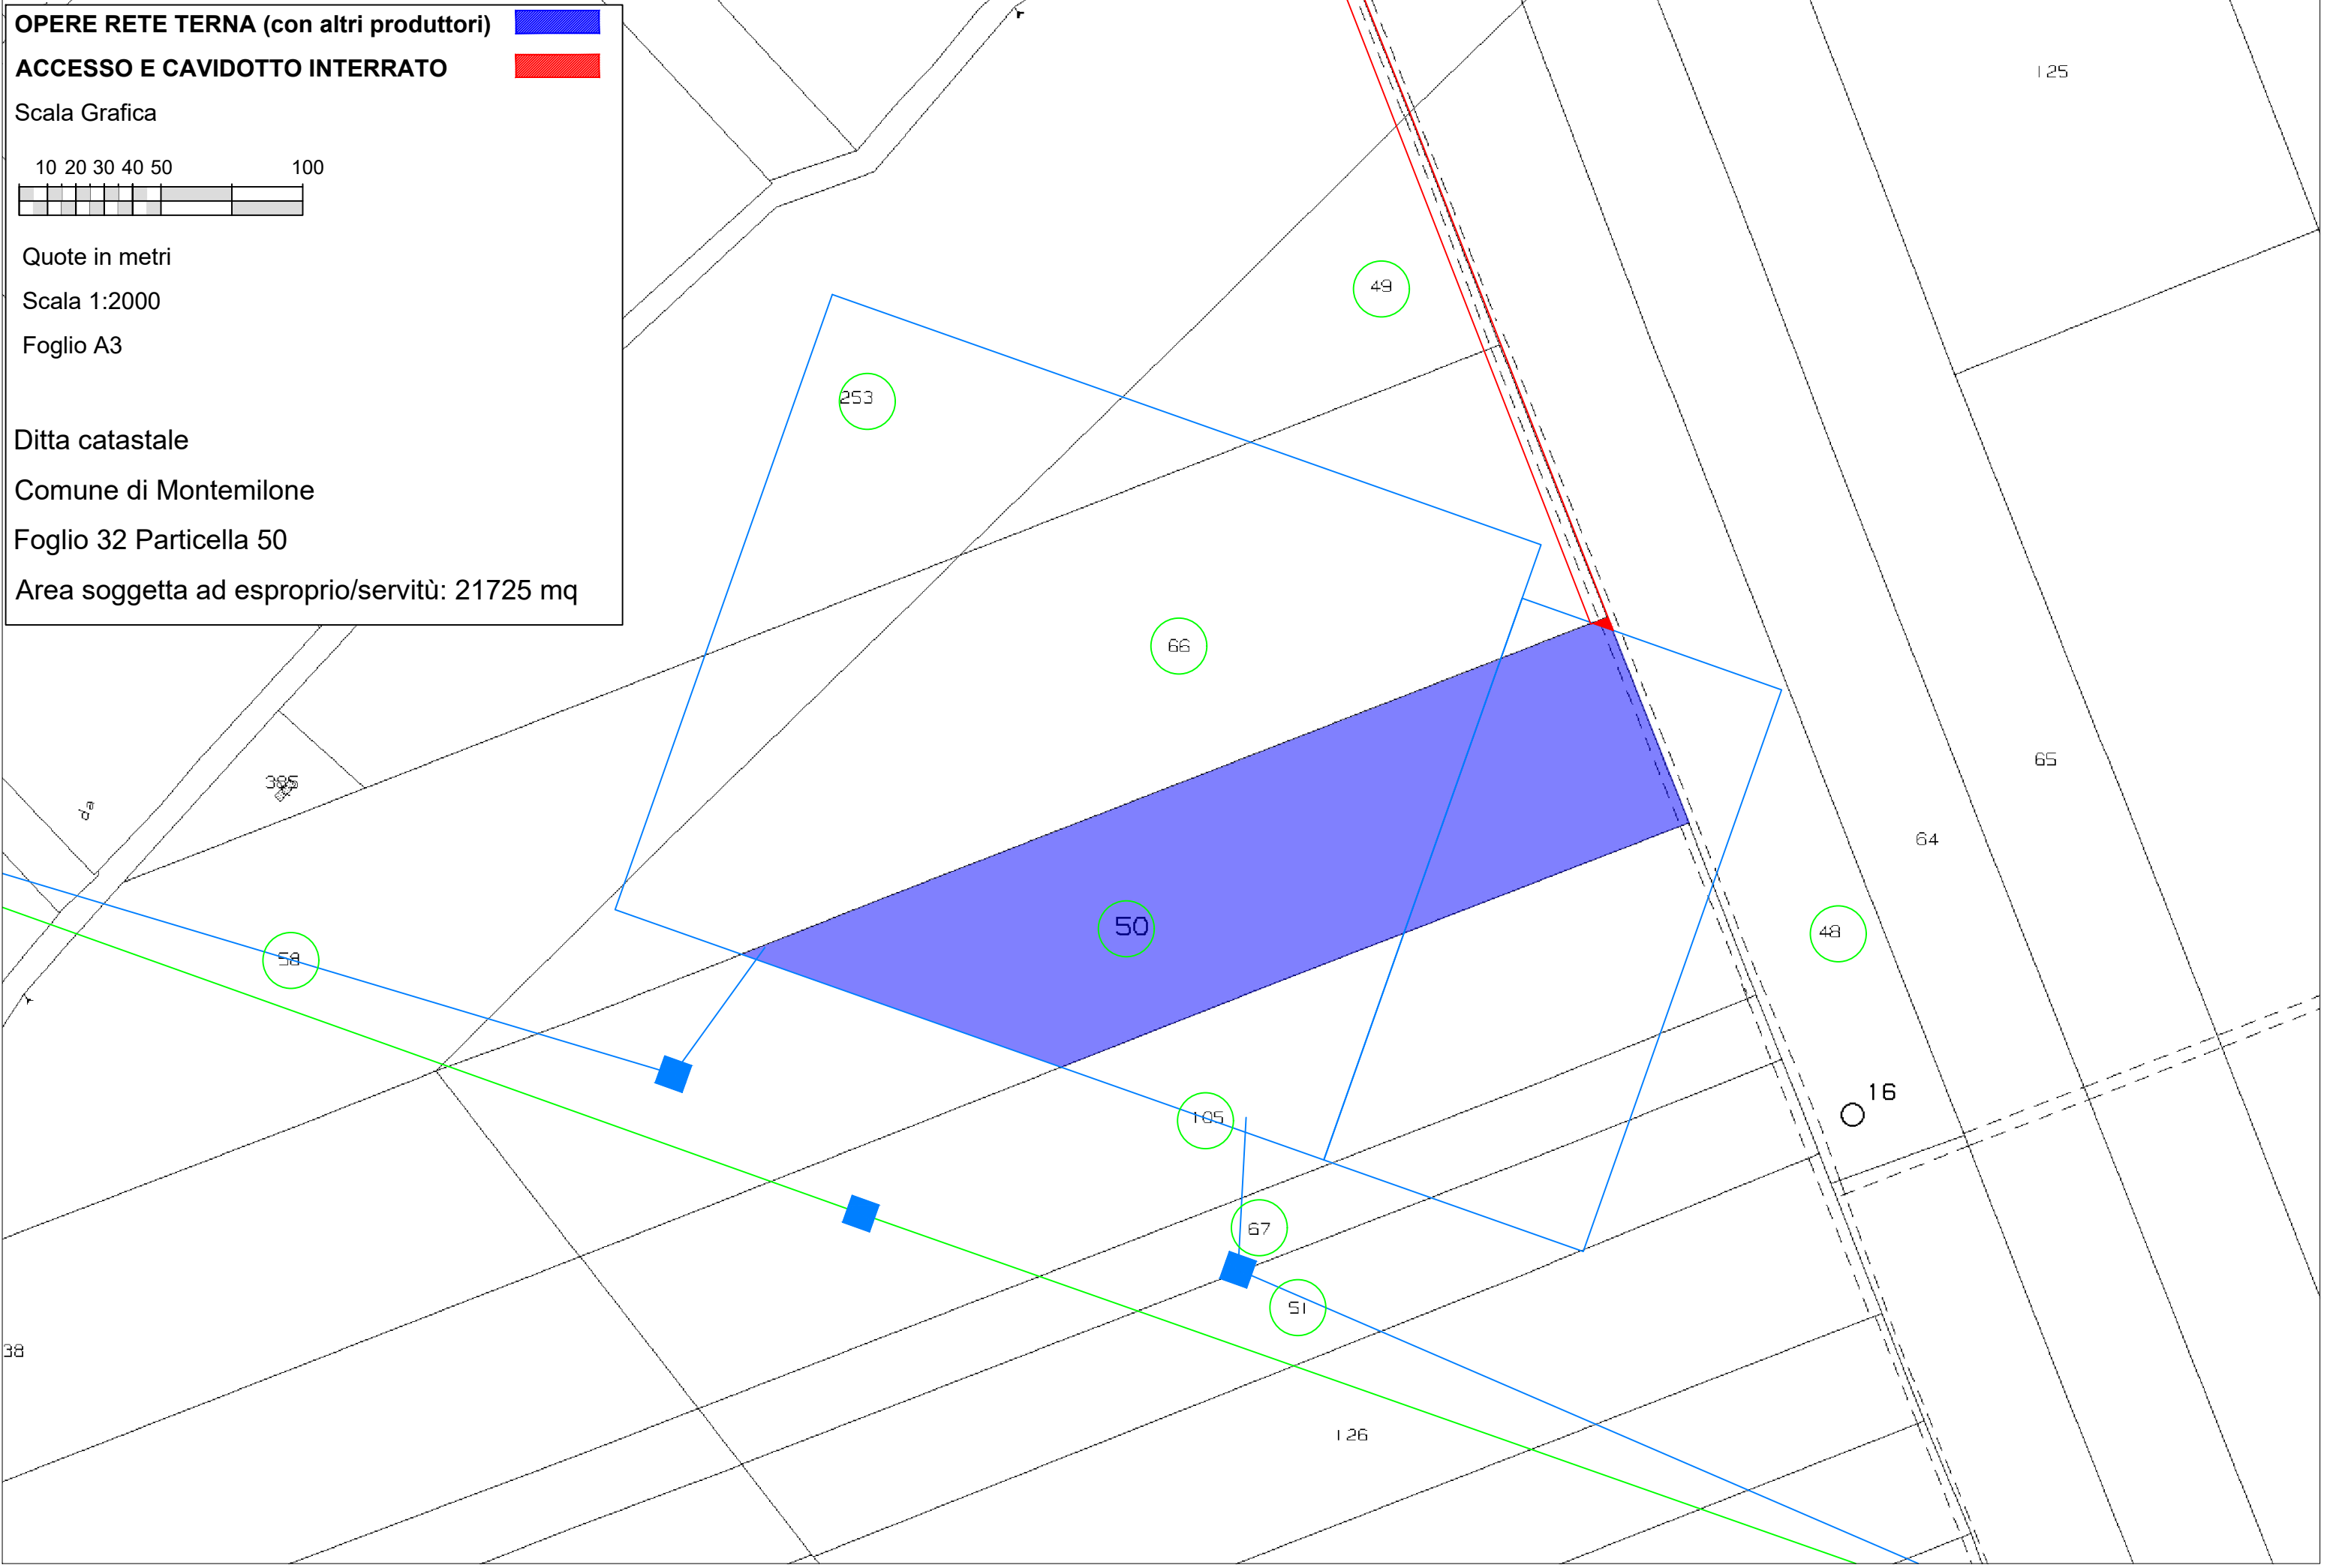 OPERE RETE TERNA (con altri produttori)
ACCESSO E CAVIDOTTO INTERRATO
Scala Grafica
10 20 30 40 50 100
Quote in metri
Scala 1:2000
Foglio A3
Ditta catastale
Comune di Montemilone
Foglio 32 Particella 50
Area soggetta ad esproprio/servitù: 21725 mq
125
49
253
66
65
385
da
64
50
48
58
16
105
67
51
38
126